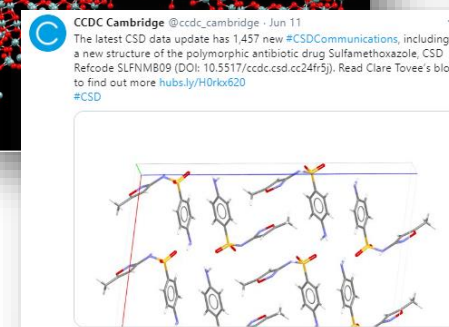 CCDC Cambridge @ccdc_cambridge · Jun 11
The latest CSD data update has 1,457 new #CSDCommunications, including
a new structure of the polymorphic antibiotic drug Sulfamethoxazole, CSD
Refcode SLFNMB09 (DOI: 10.5517/ccdc.csd.cc24fr5j). Read Clare Tovee's blo
to find out more hubs.ly/H0rkx620
#CSD